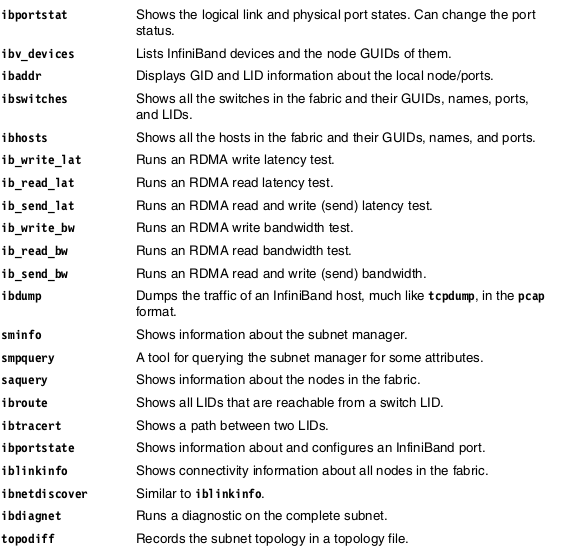 ibportstat Shows the logical link and physical port states. Can change the port
status.
ibv_devices Lists InfiniBand devices and the node GUIDs of them.
ibaddr Displays GID and LID information about the local node/ports.
ibswitches Shows all the switches in the fabric and their GUIDs, names, ports,
and LIDs.
ibhosts Shows all the hosts in the fabric and their GUIDs, names, and ports.
ib_write_lat Runs an RDMA write latency test.
ib_read_lat Runs an RDMA read latency test.
ib_send_lat Runs an RDMA read and write (send) latency test.
ib_write_bw Runs an RDMA write bandwidth test.
ib_read_bw Runs an RDMA read bandwidth test.
ib_send_bw Runs an RDMA read and write (send) bandwidth.
ibdump Dumps the traffic of an InfiniBand host, much like tcpdump, in the pcap
format.
sminfo Shows information about the subnet manager.
smpquery A tool for querying the subnet manager for some attributes.
saquery Shows information about the nodes in the fabric.
ibroute Shows all LIDs that are reachable from a switch LID.
ibtracert Shows a path between two LIDs.
ibportstate Shows information about and configures an InfiniBand port.
iblinkinfo Shows connectivity information about all nodes in the fabric.
ibnetdiscover Similar to iblinkinfo.
ibdiagnet Runs a diagnostic on the complete subnet.
topodiff Records the subnet topology in a topology file.